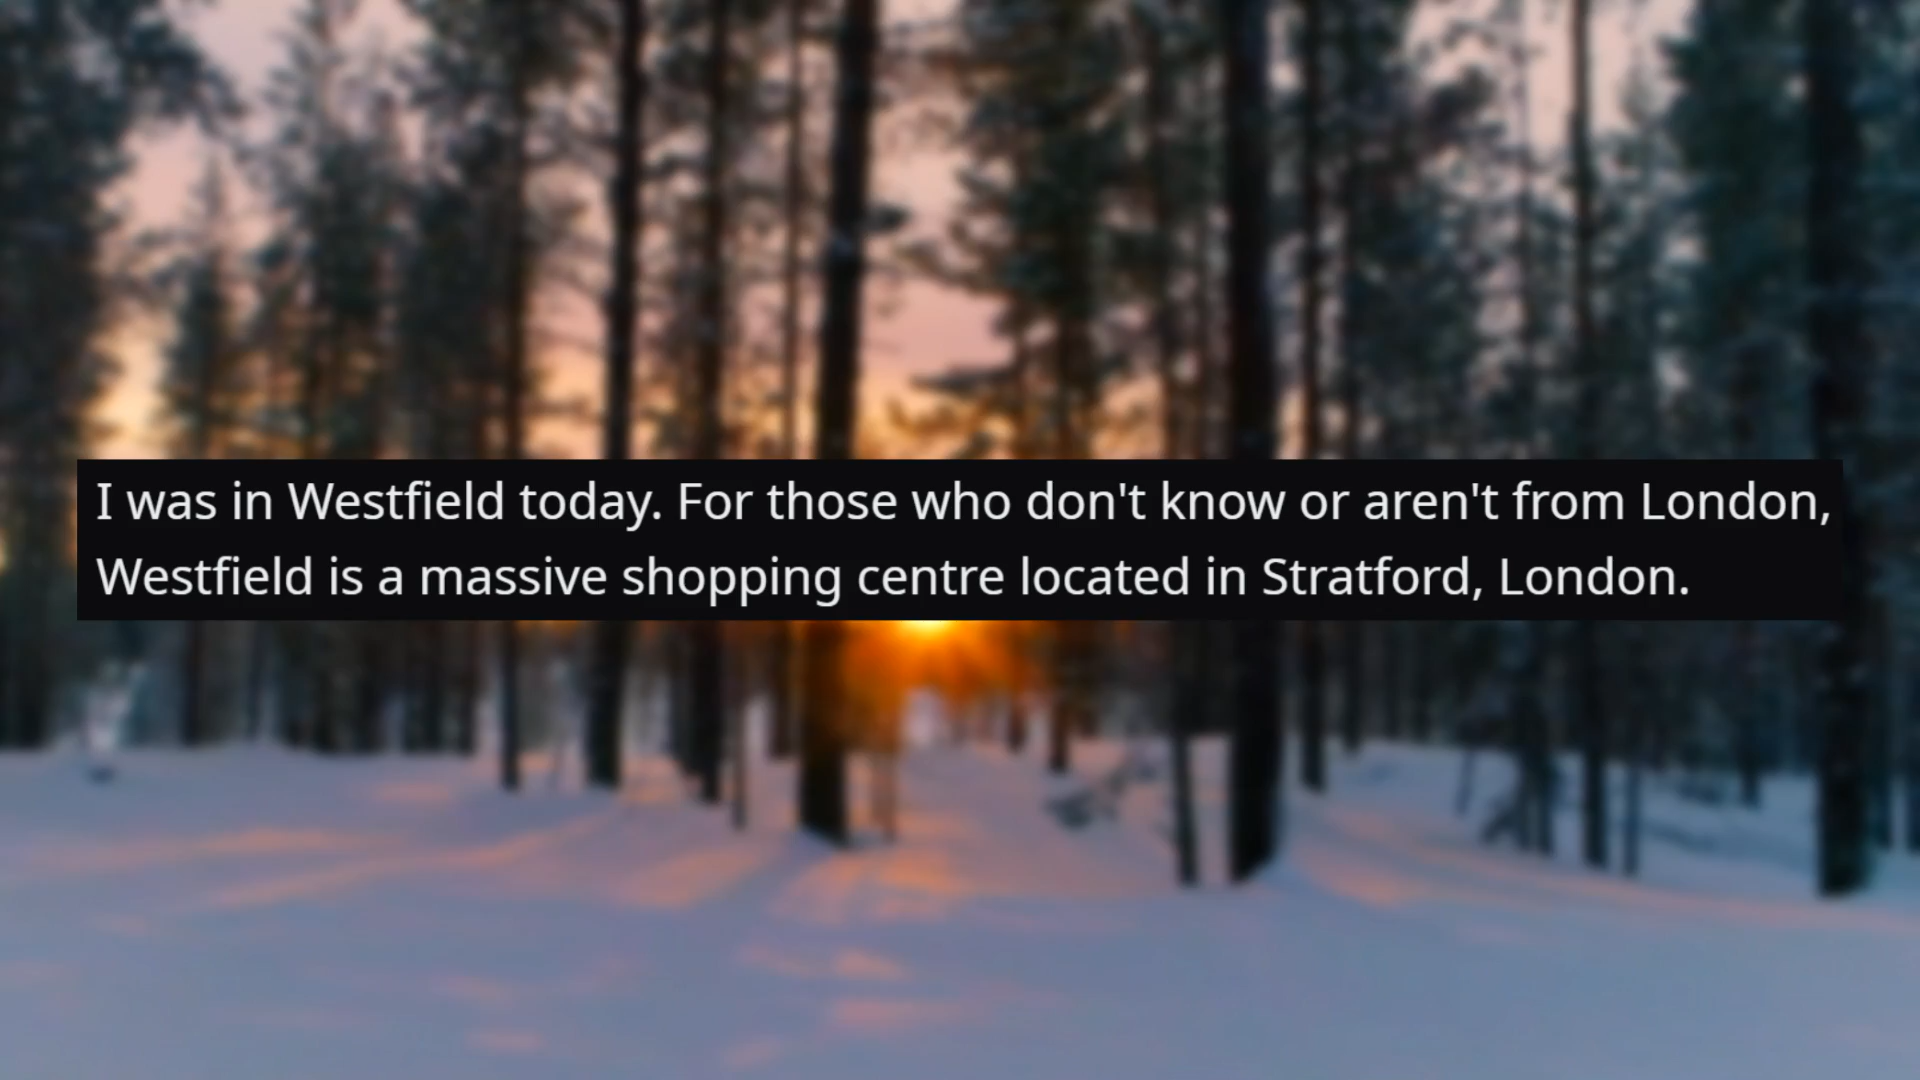 I was in Westfield today. For those who don't know or aren't from London,
Westfield is a massive shopping centre located in Stratford, London.